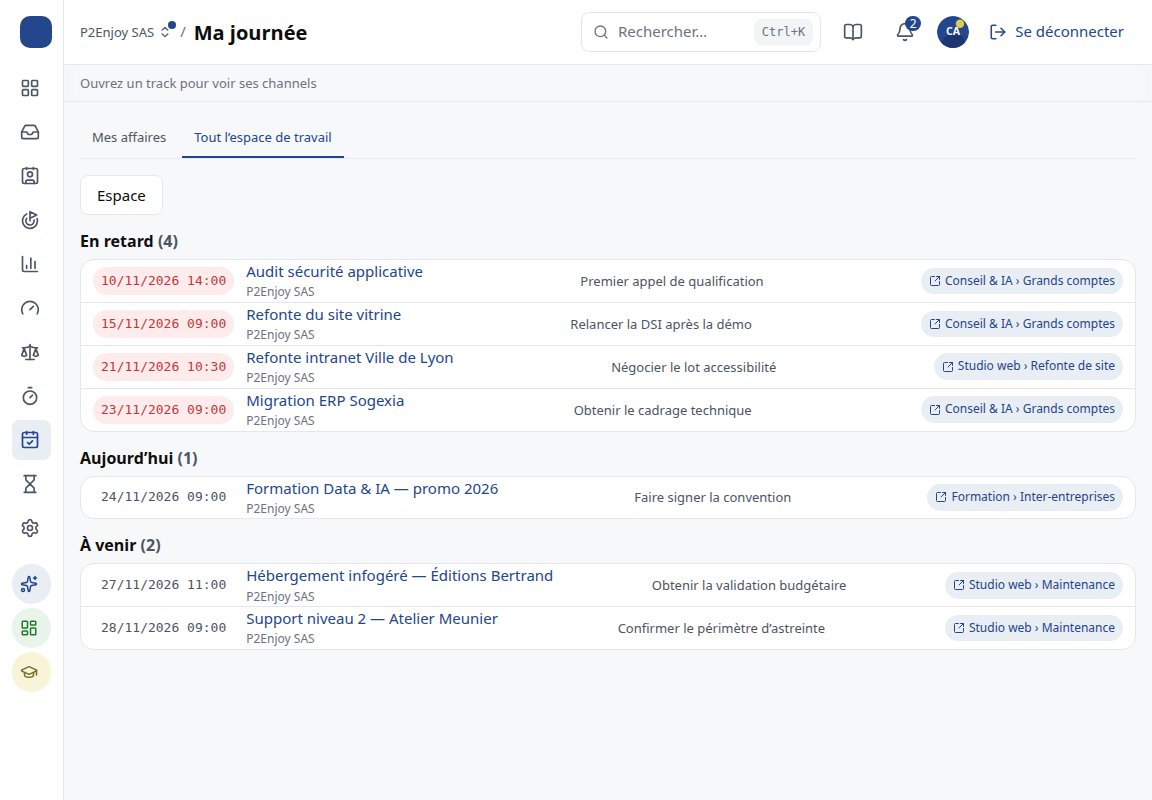 P2Enjoy SAS / Ma journée
Rechercher... Ctrl+K
2
CA
Se déconnecter
Ouvrez un track pour voir ses channels
Mes affaires
Tout l'espace de travail
Espace
En retard (4)
10/11/2026 14:00 Audit sécurité applicative Premier appel de qualification Conseil & IA › Grands comptes
P2Enjoy SAS
15/11/2026 09:00 Refonte du site vitrine Relancer la DSI après la démo Conseil & IA › Grands comptes
P2Enjoy SAS
21/11/2026 10:30 Refonte intranet Ville de Lyon Négocier le lot accessibilité Studio web › Refonte de site
P2Enjoy SAS
23/11/2026 09:00 Migration ERP Sogexia Obtenir le cadrage technique Conseil & IA › Grands comptes
P2Enjoy SAS
Aujourd'hui (1)
24/11/2026 09:00 Formation Data & IA — promo 2026 Faire signer la convention Formation › Inter-entreprises
P2Enjoy SAS
À venir (2)
27/11/2026 11:00 Hébergement infogéré — Éditions Bertrand Obtenir la validation budgétaire Studio web › Maintenance
P2Enjoy SAS
28/11/2026 09:00 Support niveau 2 — Atelier Meunier Confirmer le périmètre d'astreinte Studio web › Maintenance
P2Enjoy SAS